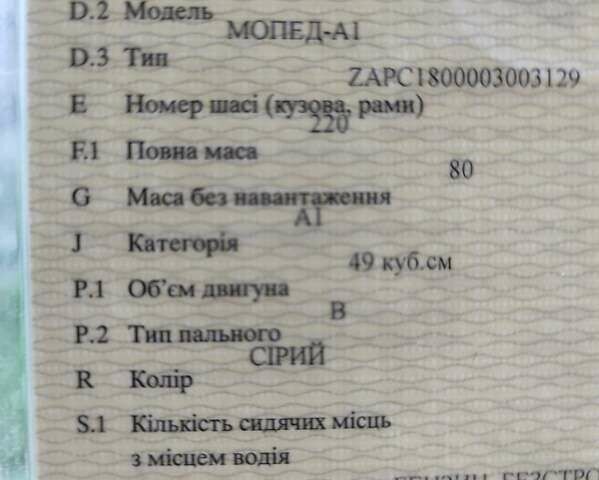 D.2 Модель
МОПЕД-А1
D.3 Тип
ZAPC1800003003129
E Номер шасі (кузова, рами)
220
F.1 Повна маса
80
G Маса без навантаження
А1
J Категорія
49 куб.см
P.1 Об'єм двигуна
В
P.2 Тип пального
СІРИЙ
R Колір
S.1 Кількість сидячих місць
з місцем водія